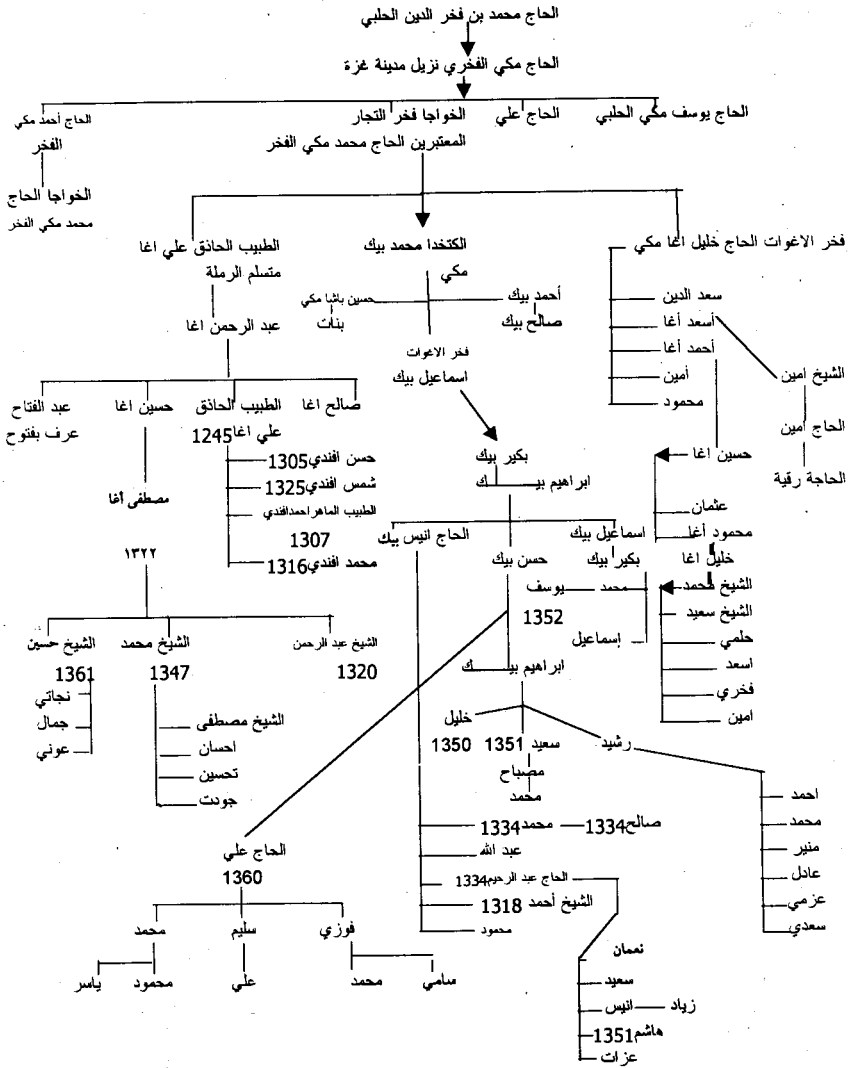 الحاج محمد بن فخر الدين الحلبي
الحاج مكي الفخري نزيل مدينة غزة
الحاج يوسف مكي الحلبي
الحاج علي
الخواجا فخر التجار
المعتبرين الحاج محمد مكي الفخر
الحاج أحمد مكي
الفخر
الخواجا الحاج
محمد مكي الفخر
فخر الاغوات الحاج خليل اغا مكي
سعد الدين
أسعد أغا
أحمد أغا
أمين
محمود
الشيخ امين
الحاج امين
الحاجة رقية
حسين اغا
عثمان
محمود أغا
خليل اغا
الشيخ محمد
الشيخ سعيد
حلمي
اسعد
فخري
امين
الكتخدا محمد بيك
مكي
أحمد بيك
صالح بيك
حسين باشا مكي
بنات
فخر الاغوات
اسماعيل بيك
بكير بيك
ابراهيم بيــــــك
اسماعيل بيك
بكير بيك
محمد
يوسف
إسماعيل
حسن بيك
1352
الحاج انيس بيك
ابراهيم بيــــــك
رشيد
سعيد 1351
مصباح
محمد
خليل
1350
احمد
محمد
منير
عادل
عزمي
سعدي
محمد 1334
صالح 1334
عبد الله
الحاج عبد الرحيم 1334
الشيخ أحمد 1318
محمود
نعمان
سعيد
انيس
زياد
هاشم 1351
عزات
الحاج علي
1360
فوزي
سليم
محمد
سامي
محمد
علي
محمود
ياسر
الطبيب الحاذق علي اغا
متسلم الرملة
عبد الرحمن اغا
صالح اغا
الطبيب الحاذق
علي اغا 1245
حسين اغا
عبد الفتاح
عرف بفتوح
حسن افندي 1305
شمس افندي 1325
الطبيب الماهر احمد افندي
1307
محمد افندي 1316
مصطفى أغا
١٣٢٢
الشيخ عبد الرحمن
1320
الشيخ محمد
1347
الشيخ حسين
1361
الشيخ مصطفى
احسان
تحسين
جودت
نجاتي
جمال
عوني